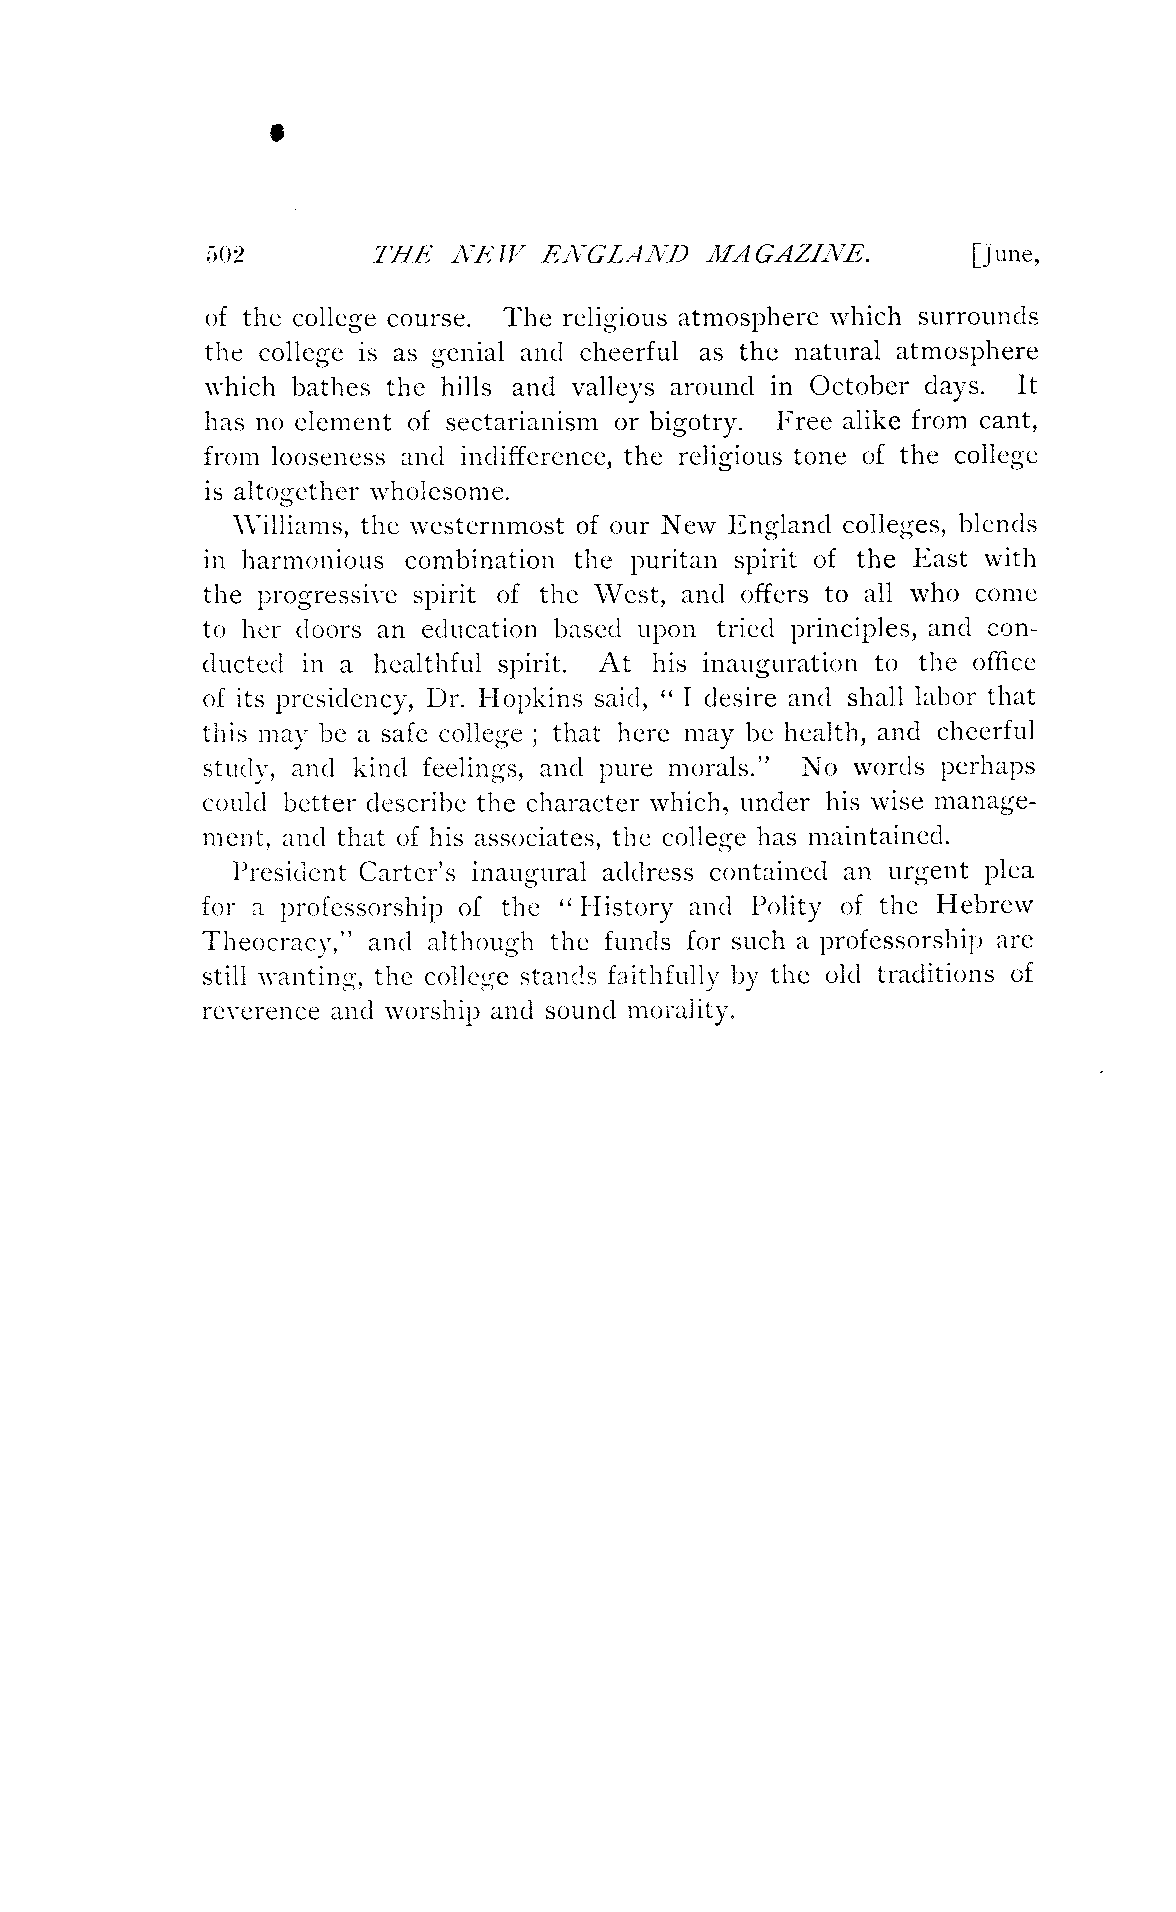 502 THE NEW ENGLAND MAGAZINE. [June,
of the college course. The religious atmosphere which surrounds
the college is as genial and cheerful as the natural atmosphere
which bathes the hills and valleys around in October days. It
has no element of sectarianism or bigotry. Free alike from cant,
from looseness and indifference, the religious tone of the college
is altogether wholesome.
Williams, the westernmost of our New England colleges, blends
in harmonious combination the puritan spirit of the East with
the progressive spirit of the West, and offers to all who come
to her doors an education based upon tried principles, and con-
ducted in a healthful spirit. At his inauguration to the office
of its presidency, Dr. Hopkins said, " I desire and shall labor that
this may be a safe college ; that here may be health, and cheerful
study, and kind feelings, and pure morals." No words perhaps
could better describe the character which, under his wise manage-
ment, and that of his associates, the college has maintained.
President Carter's inaugural address contained an urgent plea
for a professorship of the " History and Polity of the Hebrew
Theocracy," and although the funds for such a professorship are
still wanting, the college stands faithfully by the old traditions of
reverence and worship and sound morality.